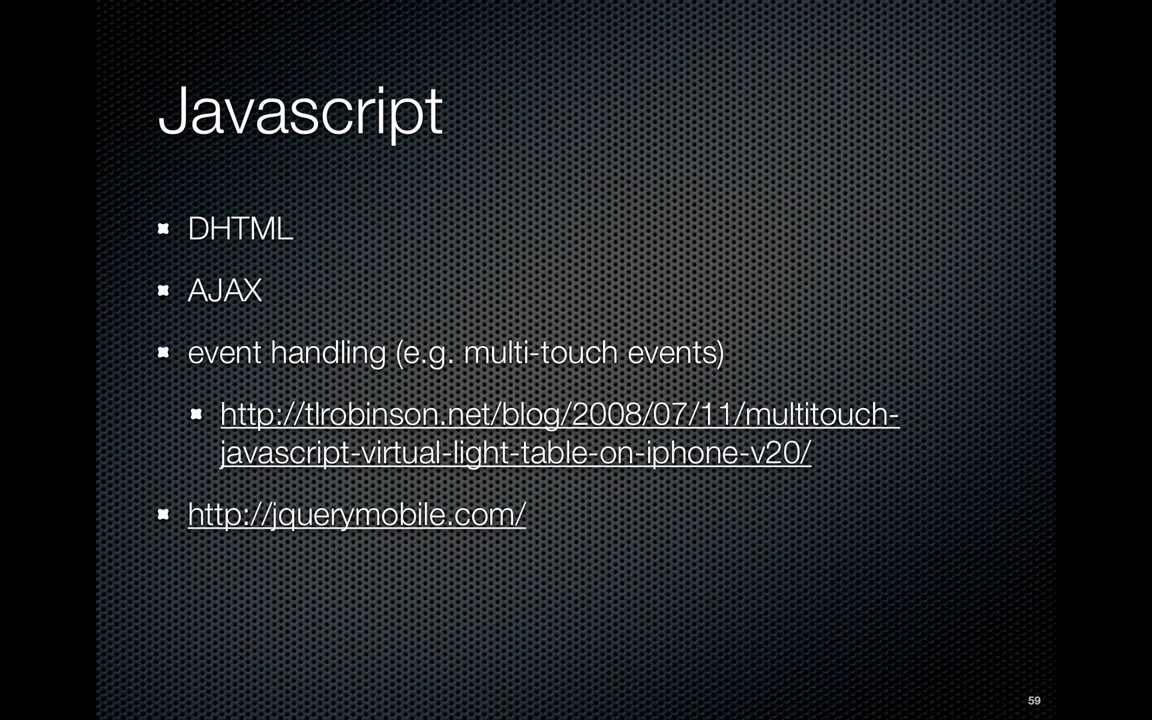 Javascript
DHTML
AJAX
event handling (e.g. multi-touch events)
http://tlrobinson.net/blog/2008/07/11/multitouch-
javascript-virtual-light-table-on-iphone-v20/
http://jquerymobile.com/
59